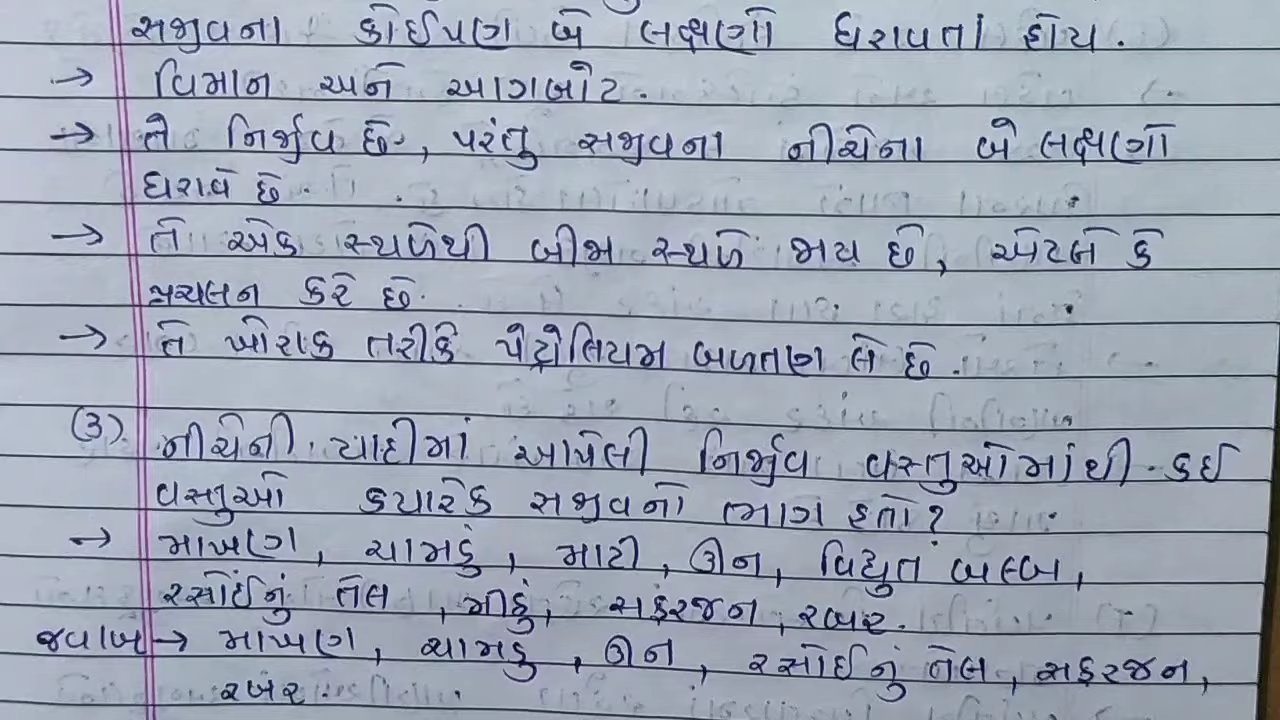 સજીવના કોઈપણ બે લક્ષણો ધરાવતાં હોય.
→ વિમાન અને આગબોટ.
→ તે નિર્જીવ છે, પરંતુ સજીવના નીચેના બે લક્ષણો
ધરાવે છે.
→ તે એક સ્થળેથી બીજા સ્થળે જાય છે, એટલે કે
પ્રચલન કરે છે.
→ તે ખોરાક તરીકે પેટ્રોલિયમ બળતણ લે છે.
(૩) નીચેની યાદીમાં આપેલી નિર્જીવ વસ્તુઓમાંથી કઈ
વસ્તુઓ ક્યારેક સજીવનો ભાગ હતો?
→ માખણ, ચામડું, માટી, ઊન, વિદ્યુત બલ્બ,
રસોઈનું તેલ, મીઠું, સફરજન, રબર.
જવાબ → માખણ, ચામડું, ઊન, રસોઈનું તેલ, સફરજન,
રબર.